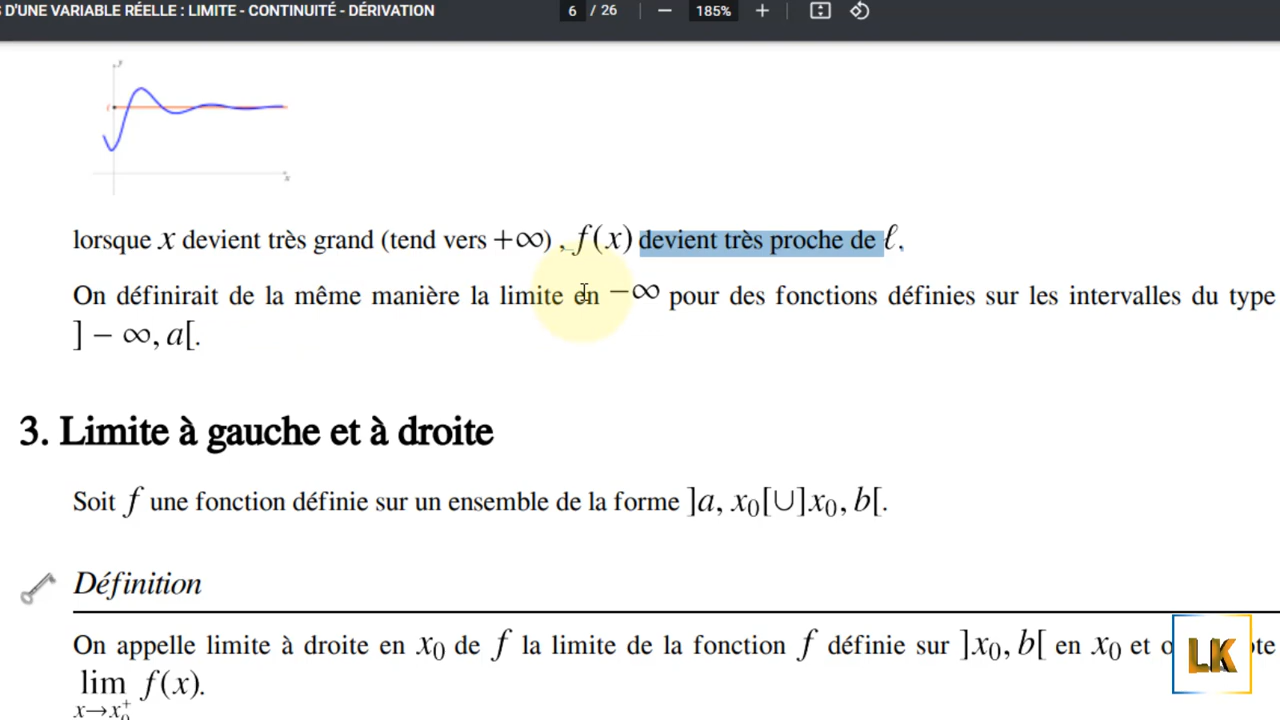 S D'UNE VARIABLE RÉELLE : LIMITE - CONTINUITÉ - DÉRIVATION
6 / 26
185%
y
ℓ
x
lorsque x devient très grand (tend vers +∞) , f(x) devient très proche de ℓ.
On définirait de la même manière la limite en −∞ pour des fonctions définies sur les intervalles du type
]− ∞, a[.
3. Limite à gauche et à droite
Soit f une fonction définie sur un ensemble de la forme ]a, x₀[∪]x₀, b[.
Définition
On appelle limite à droite en x₀ de f la limite de la fonction f définie sur ]x₀, b[ en x₀ et
lim f(x).
x→x₀⁺
LK